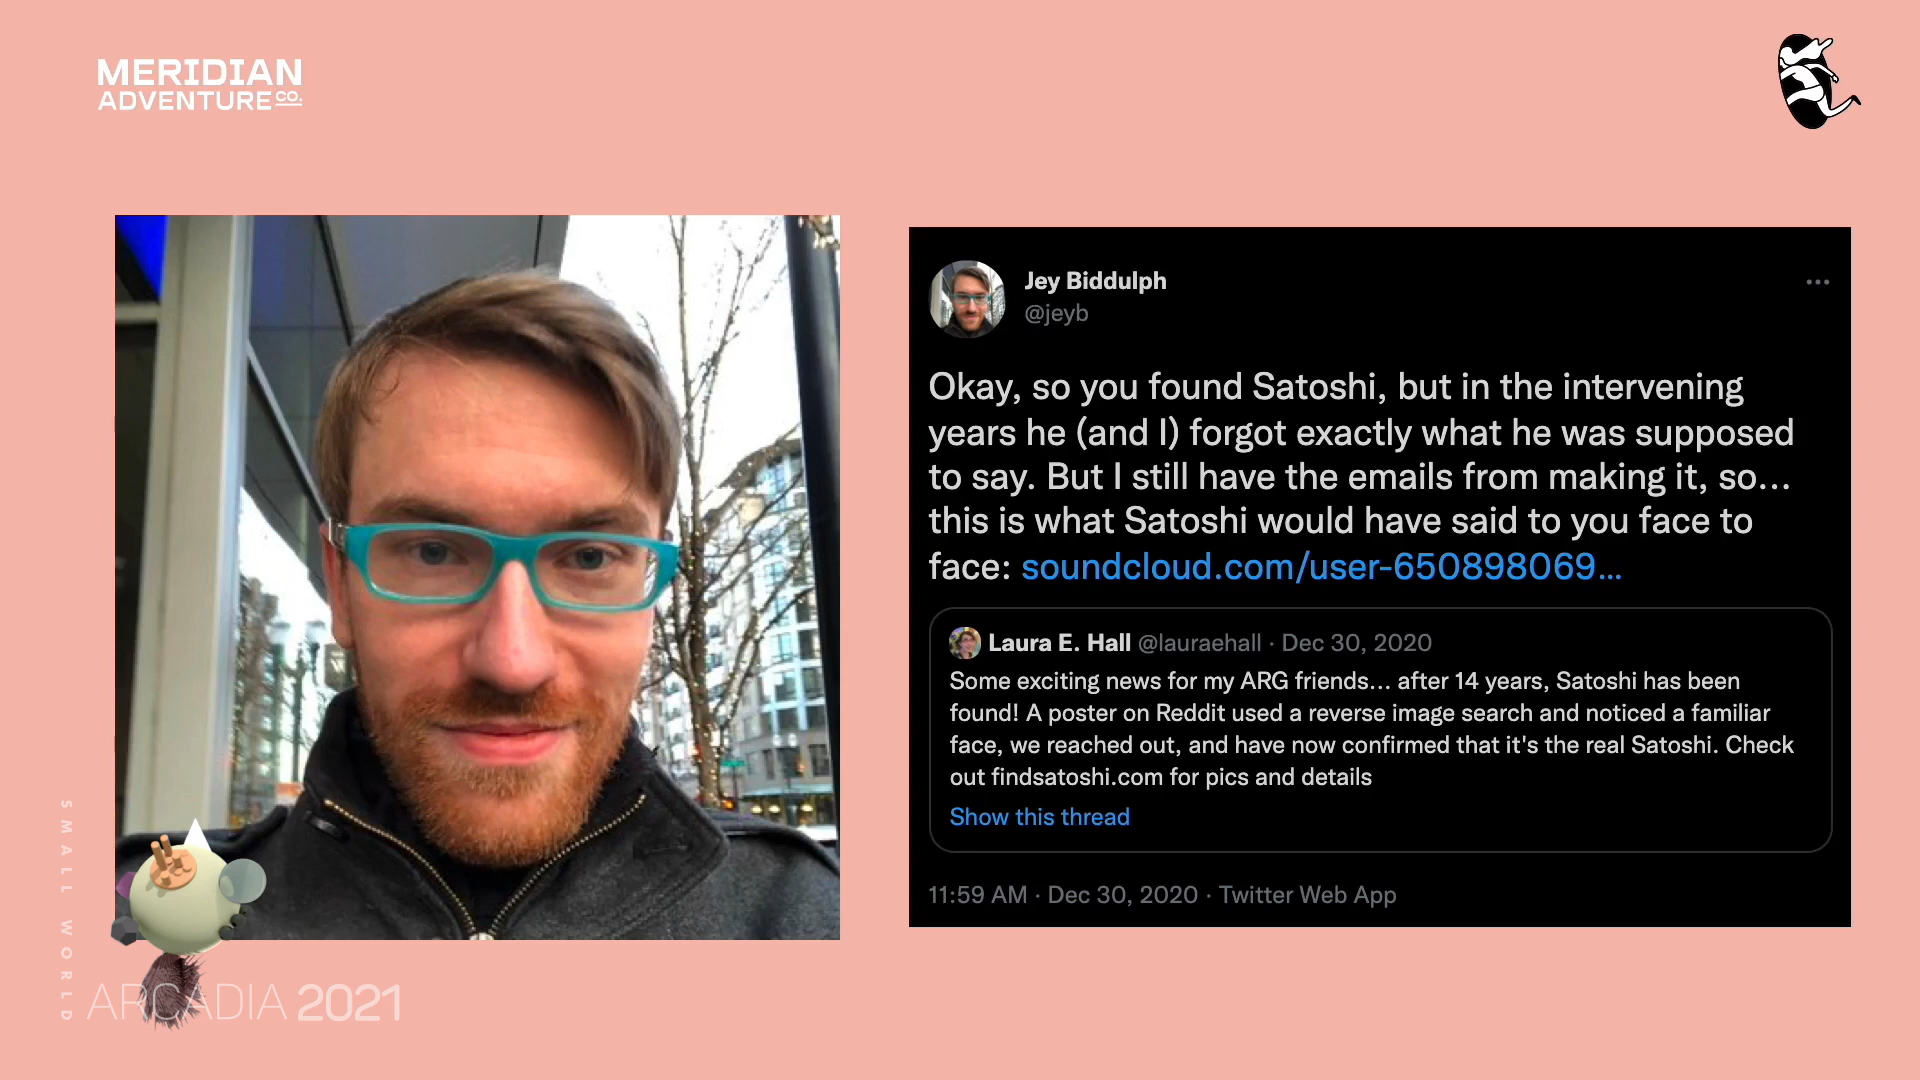 MERIDIAN
ADVENTURE CO.
Jey Biddulph
@jeyb
Okay, so you found Satoshi, but in the intervening
years he (and I) forgot exactly what he was supposed
to say. But I still have the emails from making it, so...
this is what Satoshi would have said to you face to
face: soundcloud.com/user-650898069...
Laura E. Hall @lauraehall · Dec 30, 2020
Some exciting news for my ARG friends... after 14 years, Satoshi has been
found! A poster on Reddit used a reverse image search and noticed a familiar
face, we reached out, and have now confirmed that it's the real Satoshi. Check
out findsatoshi.com for pics and details
Show this thread
11:59 AM · Dec 30, 2020 · Twitter Web App
SMALL WORLD
ARCADIA 2021